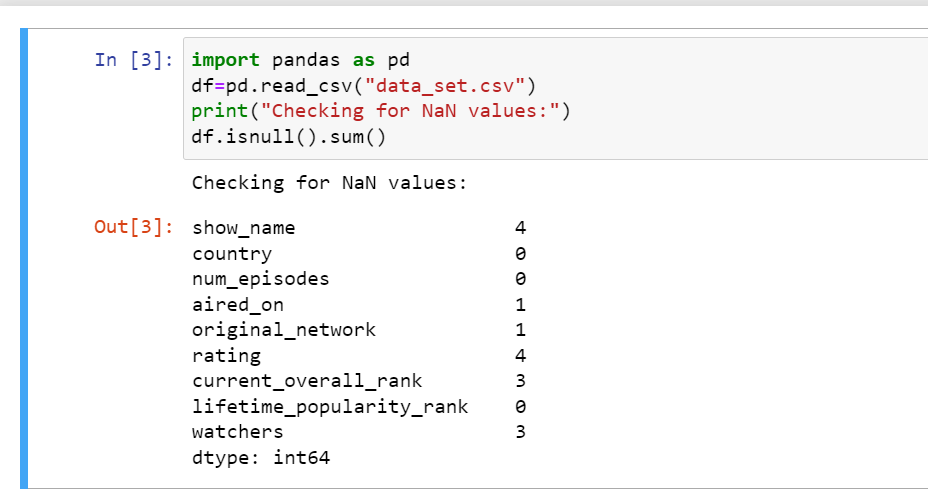 In [3]: import pandas as pd
df=pd.read_csv("data_set.csv")
print("Checking for NaN values:")
df.isnull().sum()
Checking for NaN values:
Out[3]: show_name 4
country 0
num_episodes 0
aired_on 1
original_network 1
rating 4
current_overall_rank 3
lifetime_popularity_rank 0
watchers 3
dtype: int64